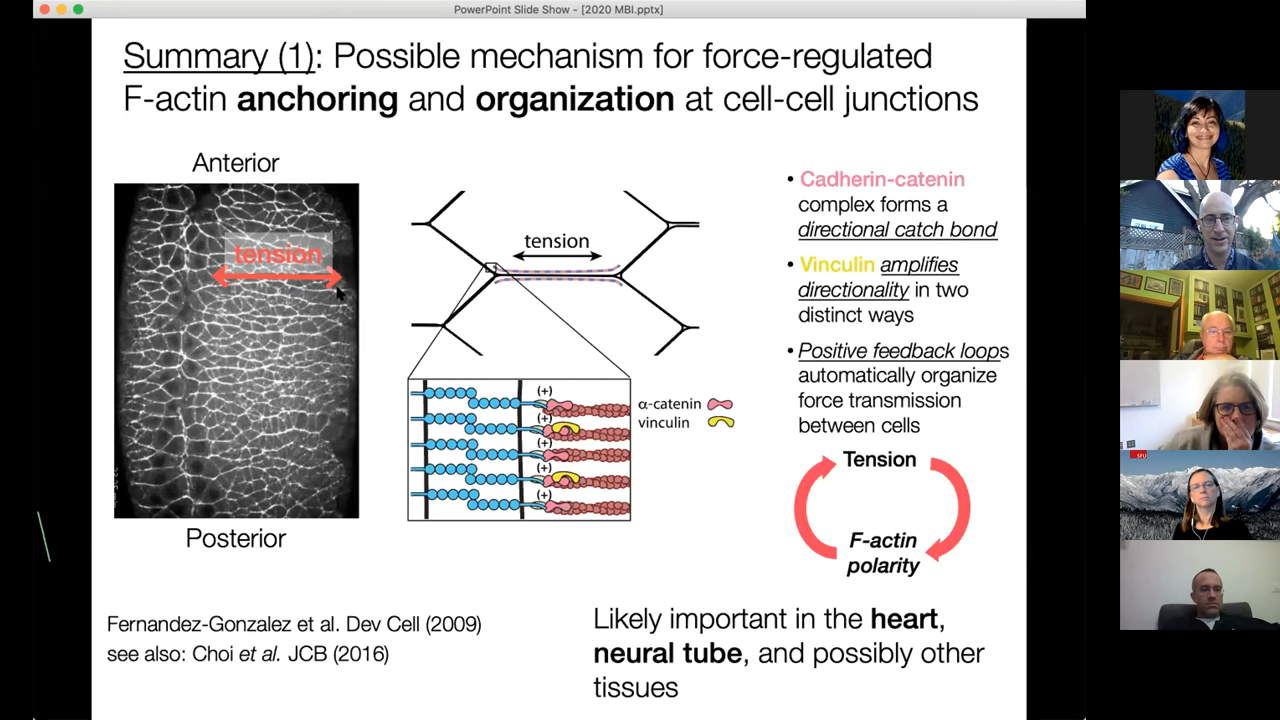 PowerPoint Slide Show - [2020 MBI.pptx]
Summary (1): Possible mechanism for force-regulated
F-actin anchoring and organization at cell-cell junctions
Anterior
tension
Posterior
tension
(+)
(+)
(+)
(+)
(+)
α-catenin
vinculin
• Cadherin-catenin
complex forms a
directional catch bond
• Vinculin amplifies
directionality in two
distinct ways
• Positive feedback loops
automatically organize
force transmission
between cells
Tension
F-actin
polarity
Fernandez-Gonzalez et al. Dev Cell (2009)
see also: Choi et al. JCB (2016)
Likely important in the heart,
neural tube, and possibly other
tissues
SFU